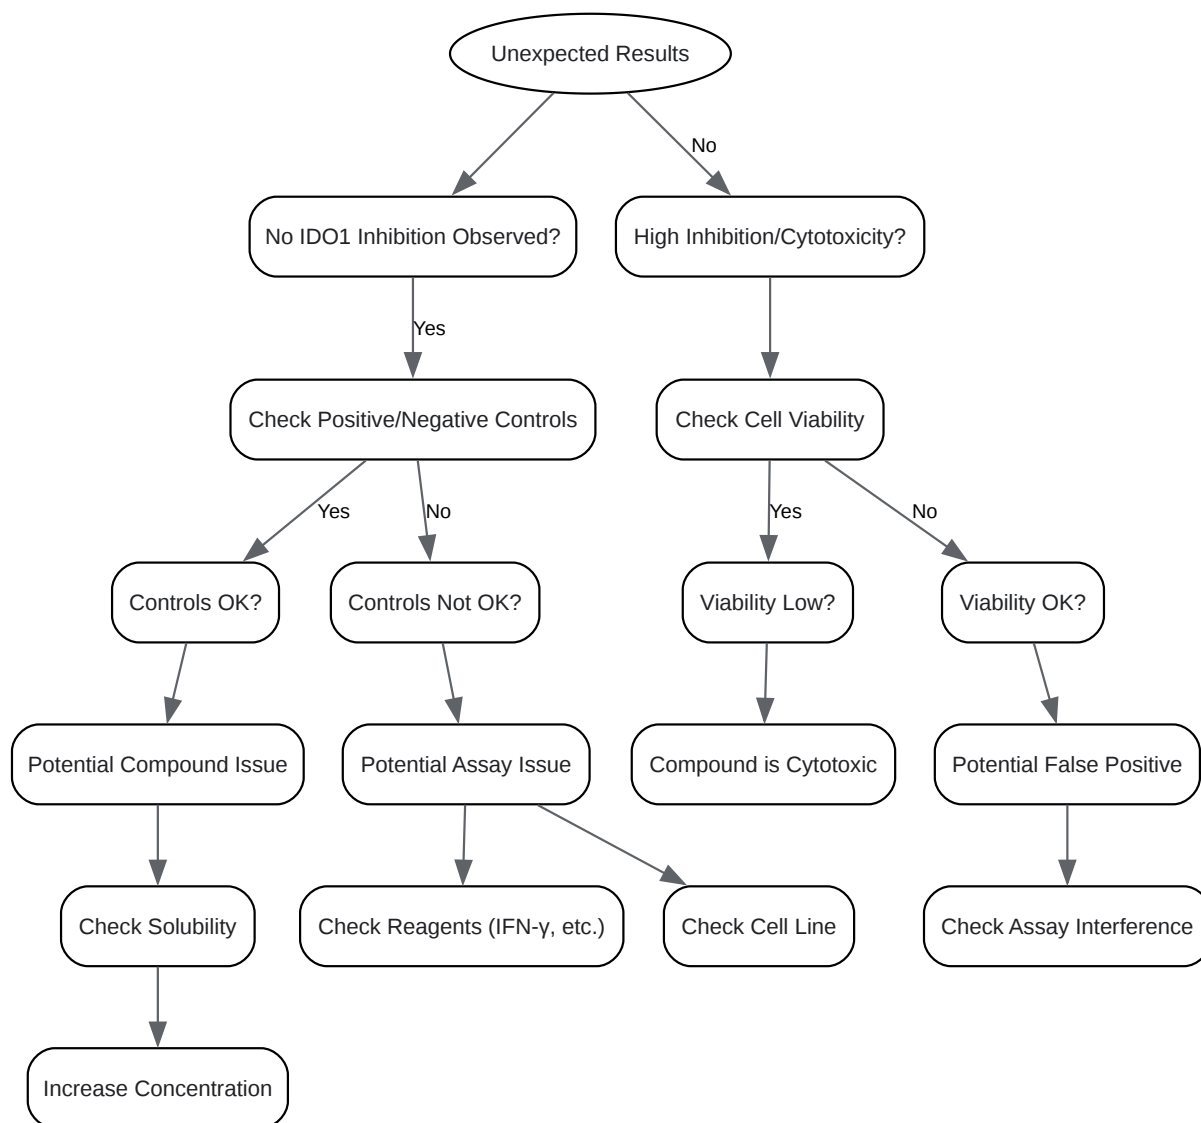 Unexpected Results
No
No IDO1 Inhibition Observed?
High Inhibition/Cytotoxicity?
Yes
Check Positive/Negative Controls
Check Cell Viability
Yes
No
Yes
No
Controls OK?
Controls Not OK?
Viability Low?
Viability OK?
Potential Compound Issue
Potential Assay Issue
Compound is Cytotoxic
Potential False Positive
Check Solubility
Check Reagents (IFN-γ, etc.)
Check Cell Line
Check Assay Interference
Increase Concentration